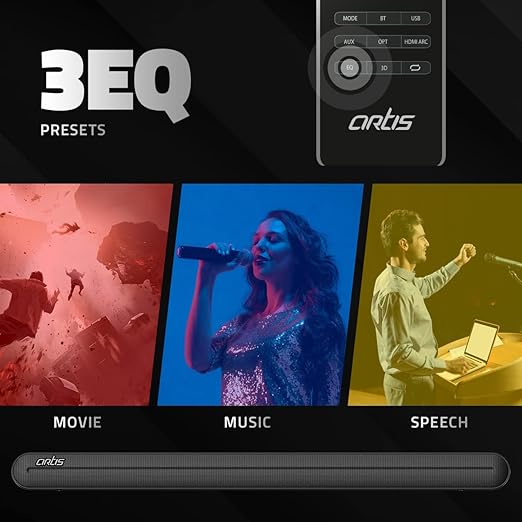 3EQ
PRESETS
MODE BT USB
AUX OPT HDMI ARC
EQ 3D
artis
MOVIE MUSIC SPEECH
artis